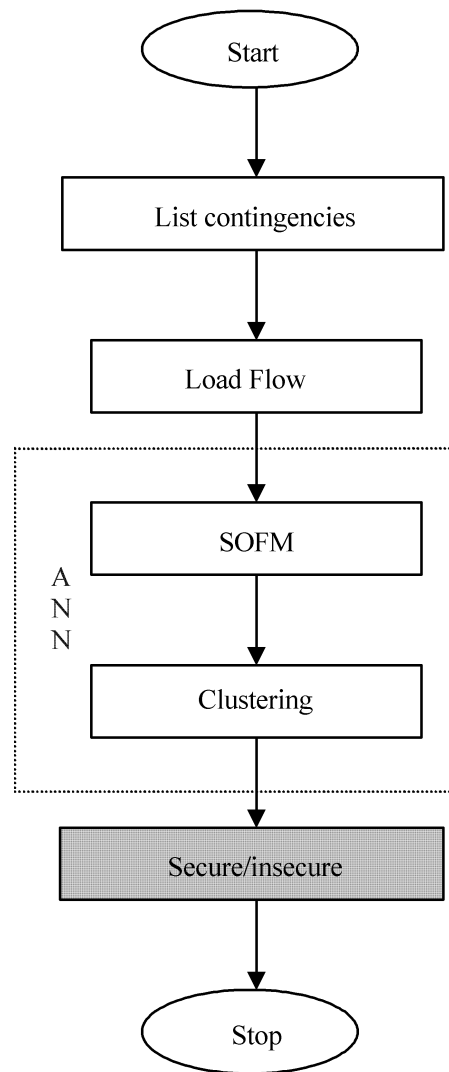 Start
List contingencies
Load Flow
SOFM
A
N
N
Clustering
Secure/insecure
Stop